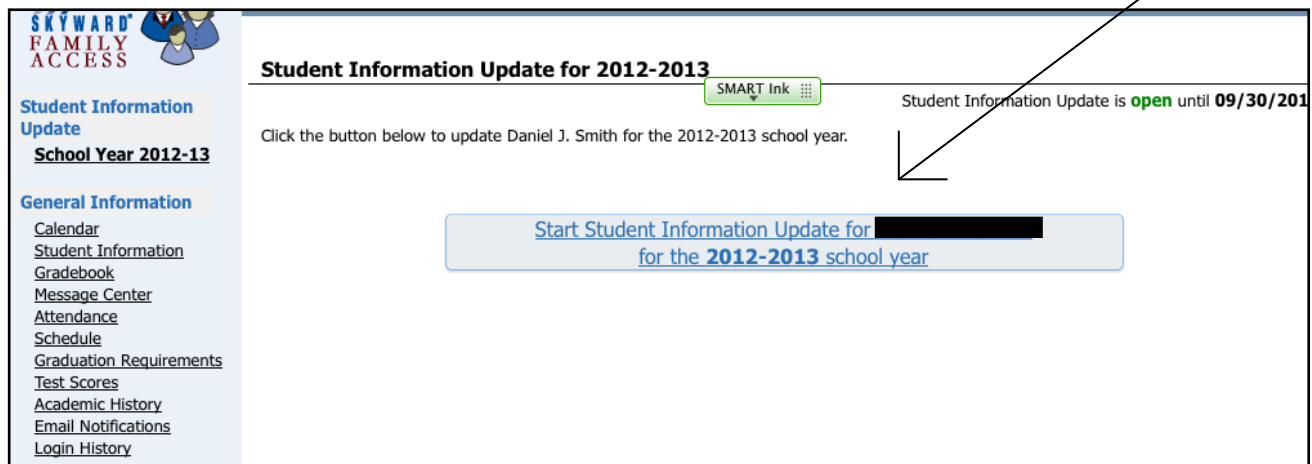 SKYWARD
FAMILY
ACCESS
Student Information
Update
School Year 2012-13
General Information
Calendar
Student Information
Gradebook
Message Center
Attendance
Schedule
Graduation Requirements
Test Scores
Academic History
Email Notifications
Login History
Student Information Update for 2012-2013
SMART Ink
Student Information Update is open until 09/30/201
Click the button below to update Daniel J. Smith for the 2012-2013 school year.
Start Student Information Update for
for the 2012-2013 school year